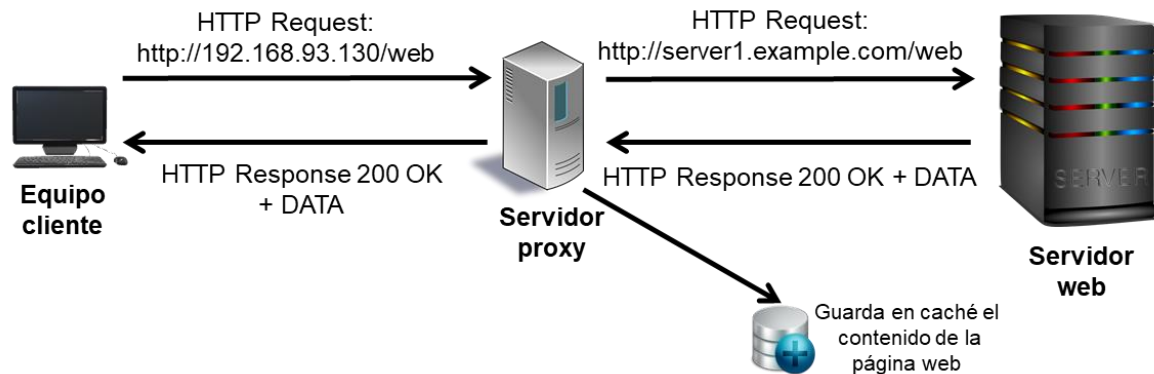 HTTP Request:
http://192.168.93.130/web
HTTP Request:
http://server1.example.com/web
HTTP Response 200 OK
+ DATA
HTTP Response 200 OK + DATA
Equipo
cliente
Servidor
proxy
SERVER
Servidor
web
Guarda en caché el
contenido de la
página web